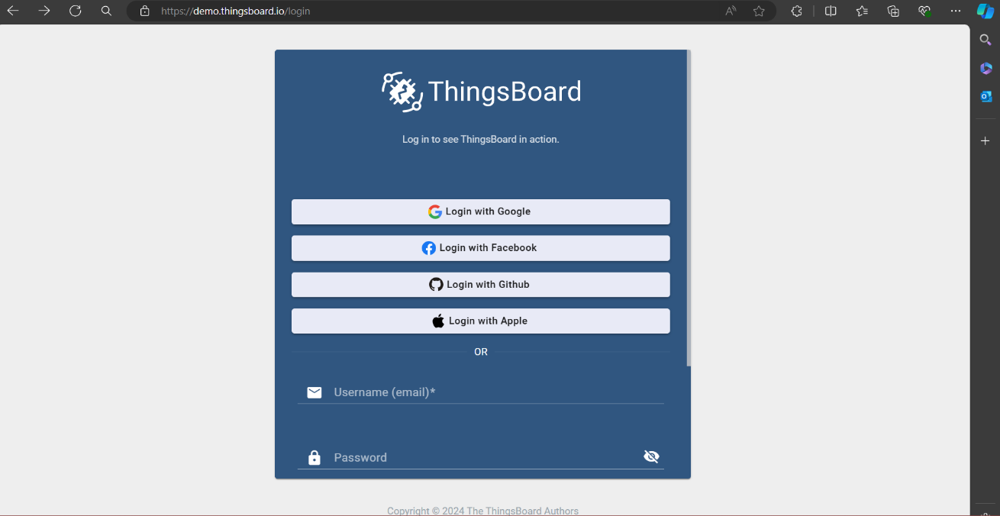 https://demo.thingsboard.io/login
ThingsBoard
Log in to see ThingsBoard in action.
Login with Google
Login with Facebook
Login with Github
Login with Apple
OR
Username (email)*
Password
Copyright © 2024 The ThingsBoard Authors